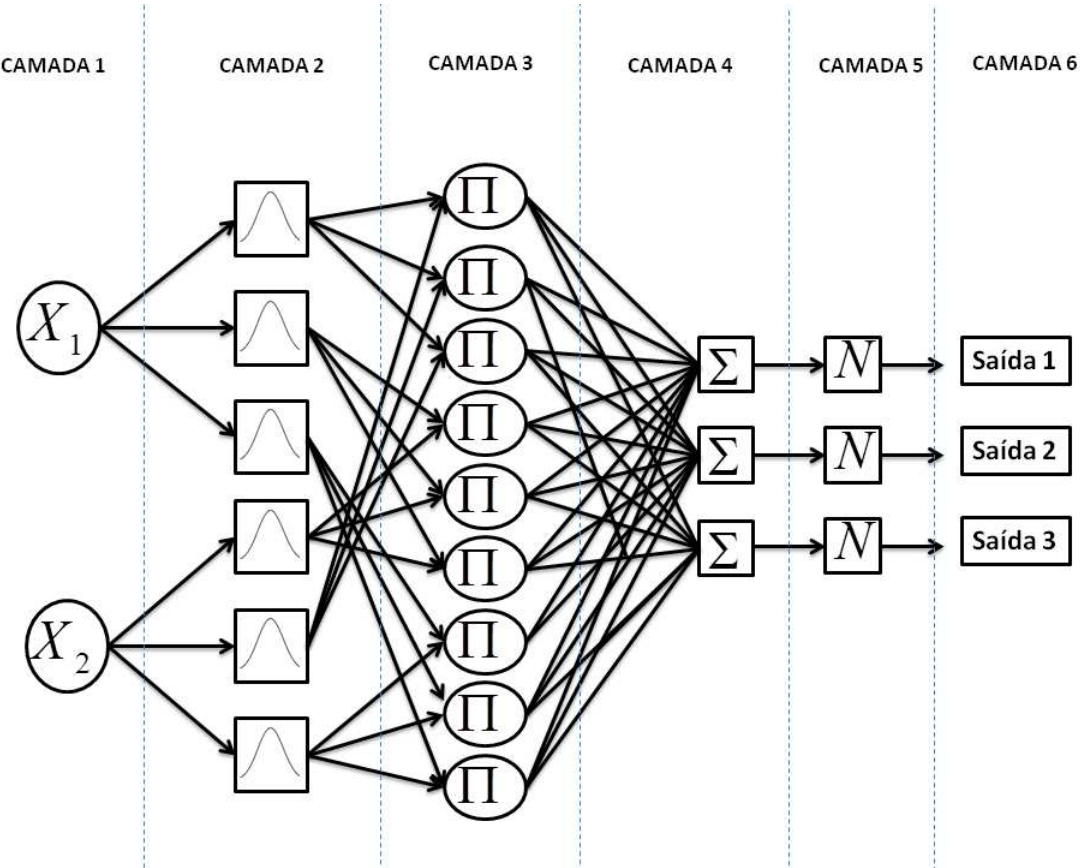 CAMADA 1
CAMADA 2
CAMADA 3
CAMADA 4
CAMADA 5
CAMADA 6
X₁
X₂
Π
Π
Π
Π
Π
Π
Π
Π
Π
Σ
Σ
Σ
N
N
N
Saída 1
Saída 2
Saída 3